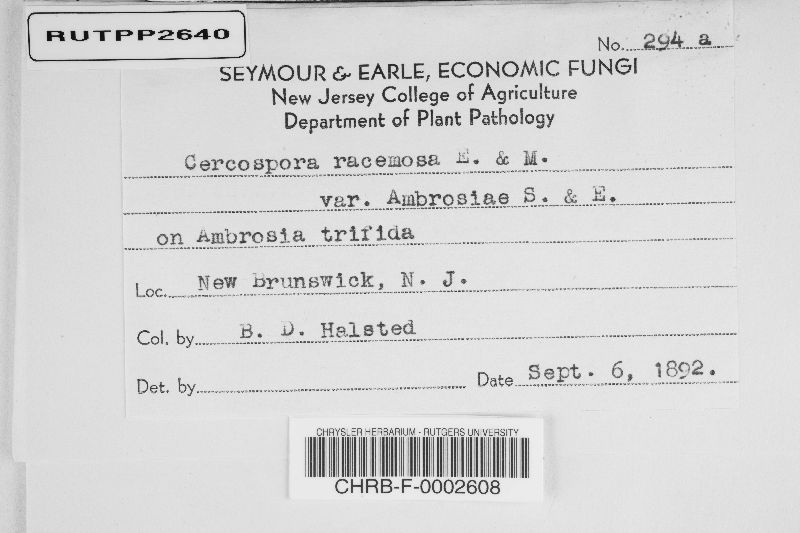 RUTPP2640
No. 294 a
SEYMOUR & EARLE, ECONOMIC FUNGI
New Jersey College of Agriculture
Department of Plant Pathology
Cercospora racemosa E. & M.
var. Ambrosiae S. & E.
on Ambrosia trifida
Loc. New Brunswick, N. J.
Col. by B. D. Halsted
Det. by
Date Sept. 6, 1892.
CHRYSLER HERBARIUM - RUTGERS UNIVERSITY
CHRB-F-0002608